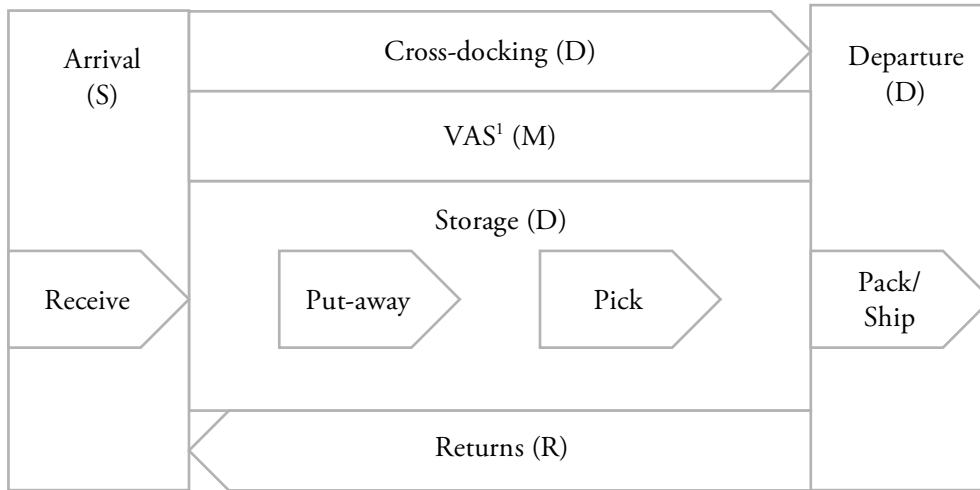 Arrival
(S)
Cross-docking (D)
Departure
(D)
VAS¹ (M)
Storage (D)
Receive
Put-away
Pick
Pack/
Ship
Returns (R)